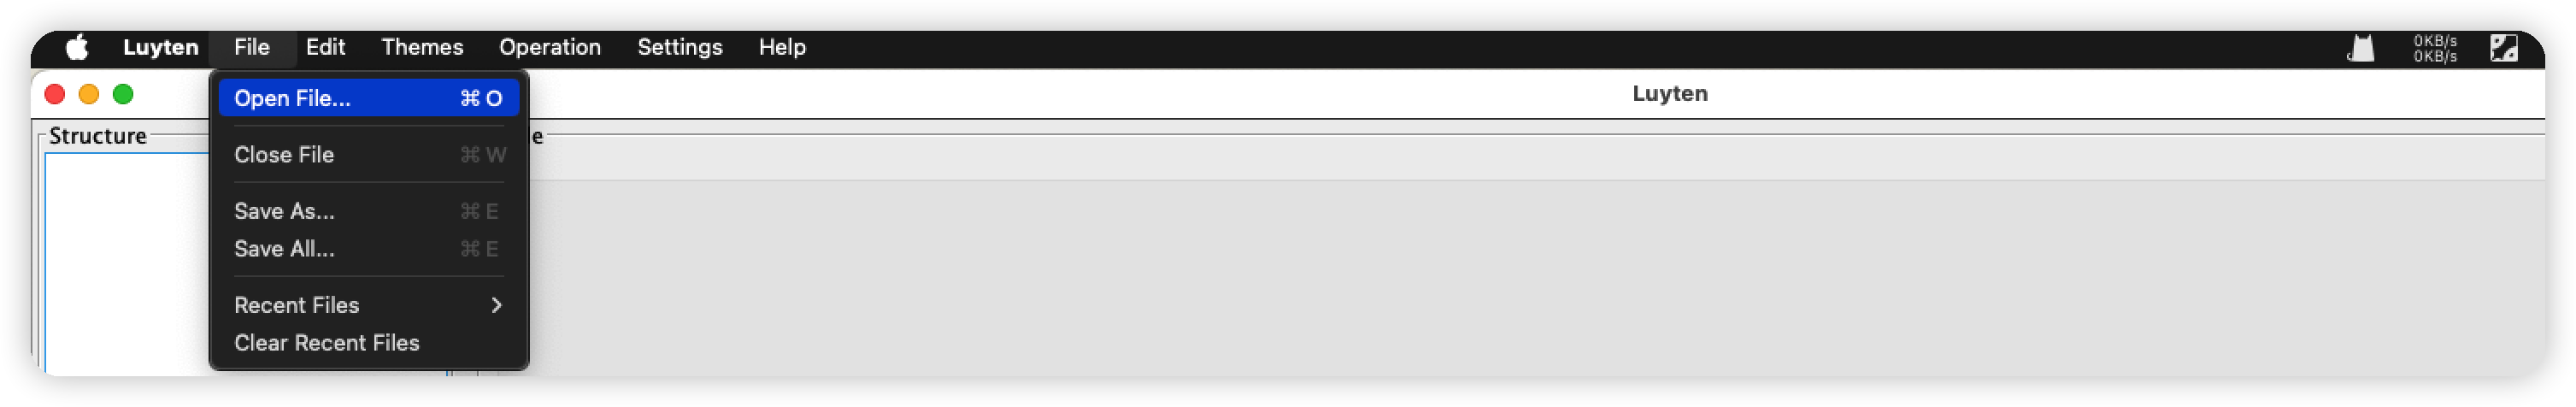 Luyten File Edit Themes Operation Settings Help
0KB/s
0KB/s
Luyten
Open File... ⌘ O
Structure
e
Close File ⌘ W
Save As... ⌘ E
Save All... ⌘ E
Recent Files
Clear Recent Files